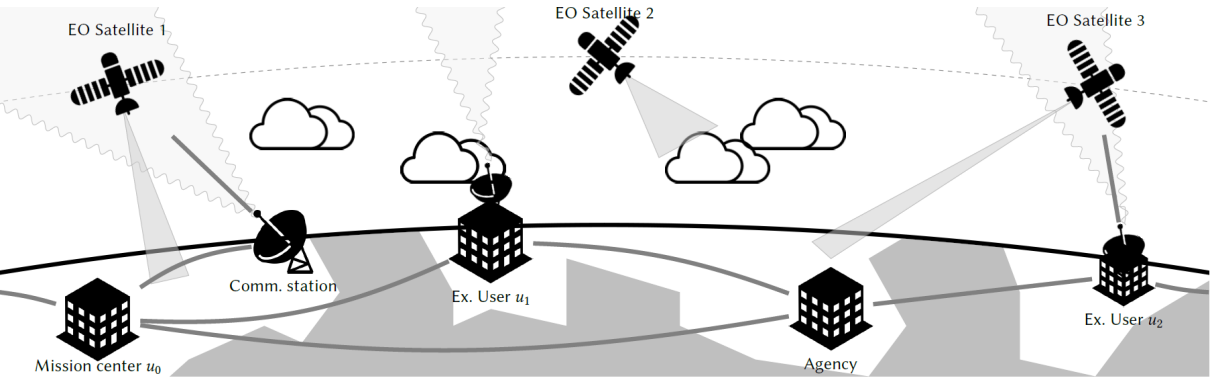 EO Satellite 1
EO Satellite 2
EO Satellite 3
Comm. station
Ex. User u₁
Ex. User u₂
Mission center u₀
Agency